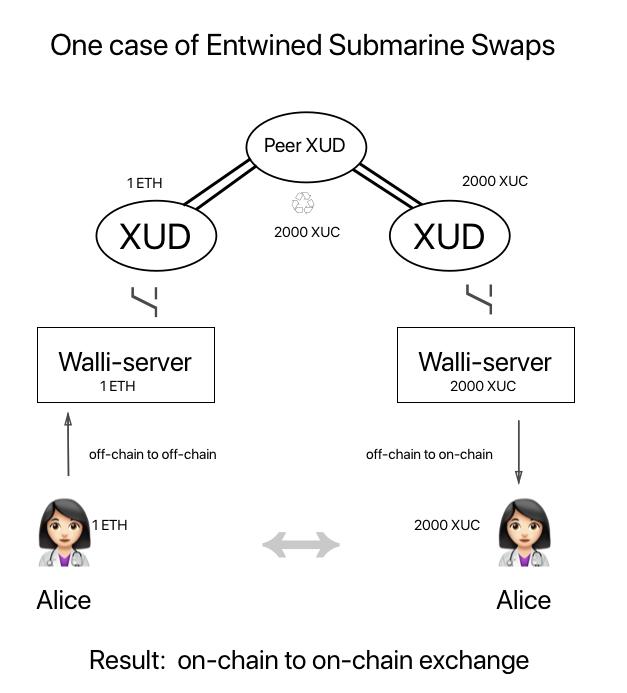 One case of Entwined Submarine Swaps
Peer XUD
1 ETH
2000 XUC
XUD
2000 XUC
XUD
Walli-server
1 ETH
Walli-server
2000 XUC
off-chain to off-chain
off-chain to on-chain
1 ETH
2000 XUC
Alice
Alice
Result: on-chain to on-chain exchange